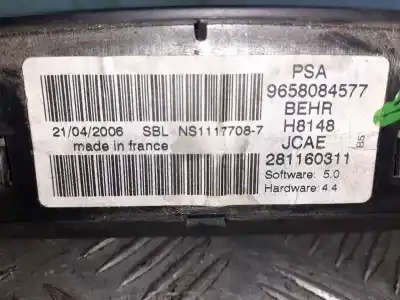 PSA
9658084577
BEHR
H8148
JCAE
281160311
Software: 5.0
Hardware: 4.4
B5
21/04/2006 SBL NS1117708-7
made in france